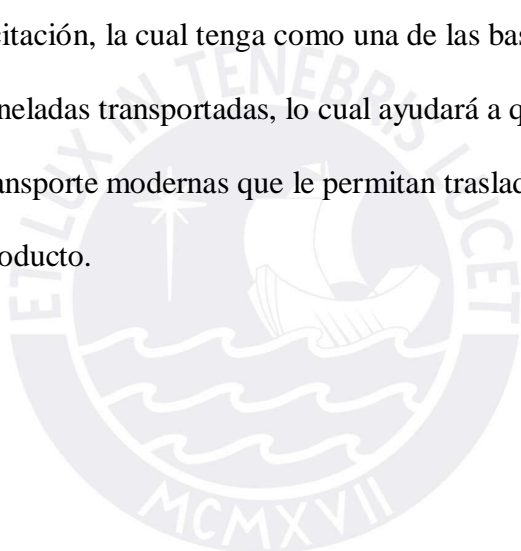 citación, la cual tenga como una de las bas
neladas transportadas, lo cual ayudará a q
ansporte modernas que le permitan traslad
oducto.
ET LUX IN TENEBRIS LUCET
MCMXVII